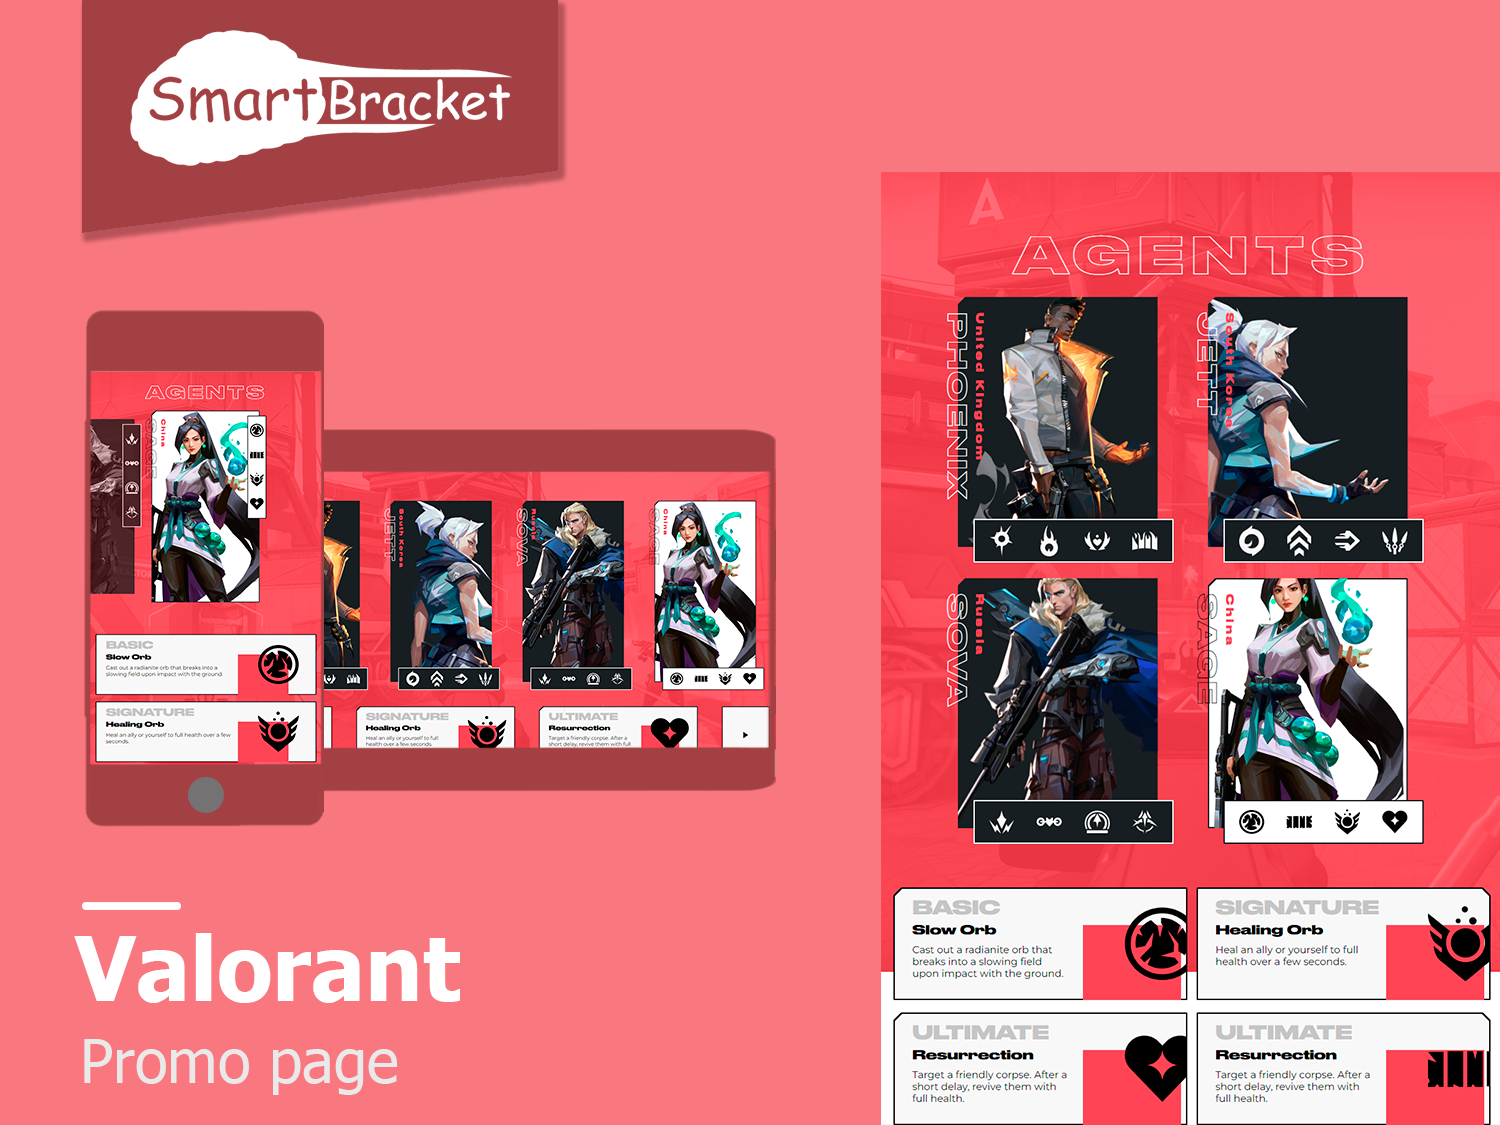 SmartBracket
AGENTS
SAGE
China
BASIC
Slow Orb
Cast out a radianite orb that breaks into a
slowing field upon impact with the ground.
SIGNATURE
Healing Orb
Heal an ally or yourself to full health over a few
seconds.
JETT
South Korea
SOVA
Russia
SAGE
China
SIGNATURE
Healing Orb
Heal an ally or yourself to full
health over a few seconds.
ULTIMATE
Resurrection
Target a friendly corpse. After a
short delay, revive them with full
Valorant
Promo page
A
AGENTS
PHOENIX
United Kingdom
JETT
South Korea
SOVA
Russia
SAGE
China
BASIC
Slow Orb
Cast out a radianite orb that
breaks into a slowing field
upon impact with the ground.
SIGNATURE
Healing Orb
Heal an ally or yourself to full
health over a few seconds.
ULTIMATE
Resurrection
Target a friendly corpse. After a
short delay, revive them with
full health.
ULTIMATE
Resurrection
Target a friendly corpse. After a
short delay, revive them with
full health.